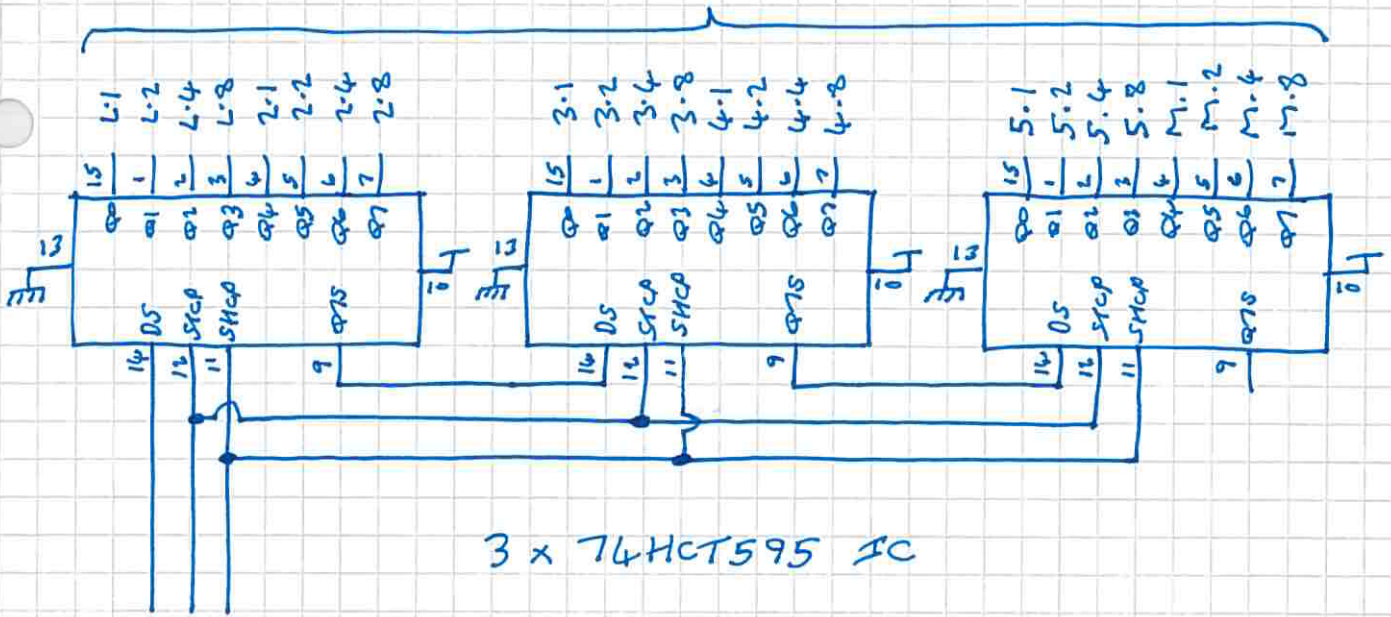 L.1 L.2 L.4 L.8 2.1 2.2 2.4 2.8
15 1 2 3 4 5 6 7
Q0 Q1 Q2 Q3 Q4 Q5 Q6 Q7
13
10
DS STCP SHCP Q7S
14 12 11 9
3.1 3.2 3.4 3.8 4.1 4.2 4.4 4.8
15 1 2 3 4 5 6 7
Q0 Q1 Q2 Q3 Q4 Q5 Q6 Q7
13
10
DS STCP SHCP Q7S
14 12 11 9
5.1 5.2 5.4 5.8 M.1 M.2 M.4 M.8
15 1 2 3 4 5 6 7
Q0 Q1 Q2 Q3 Q4 Q5 Q6 Q7
13
10
DS STCP SHCP Q7S
14 12 11 9
3 x 74HCT595 IC